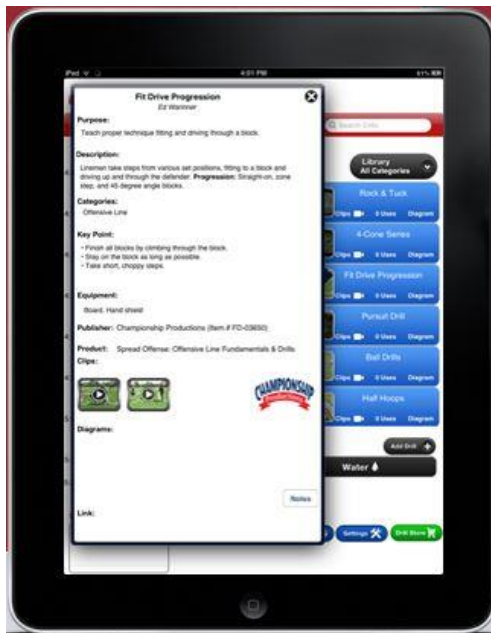 iPad
4:01 PM
Fit Drive Progression
Ed Warinner
Purpose:
Teach proper technique fitting and driving through a block.
Description:
Linemen take steps from various set positions, fitting to a block and
driving up and through the defender. Progression: Straight-on, zone
step, and 45 degree angle blocks.
Categories:
Offensive Line
Key Point:
- Finish all blocks by climbing through the block.
- Stay on the block as long as possible.
- Take short, choppy steps.
Equipment:
Board. Hand shield
Publisher: Championship Productions (Item # FD-03650)
Product: Spread Offense: Offensive Line Fundamentals & Drills
Clips:
CHAMPIONSHIP
Productions
Diagrams:
Notes
Link:
Search Drills
Library
All Categories
Rock & Tuck
Clips 0 Uses Diagram
4-Cone Series
Clips 0 Uses Diagram
Fit Drive Progression
Clips 0 Uses Diagram
Pursuit Drill
Clips 0 Uses Diagram
Ball Drills
Clips 0 Uses Diagram
Half Hoops
Clips 0 Uses Diagram
Add Drill
Water
Settings
Drill Store